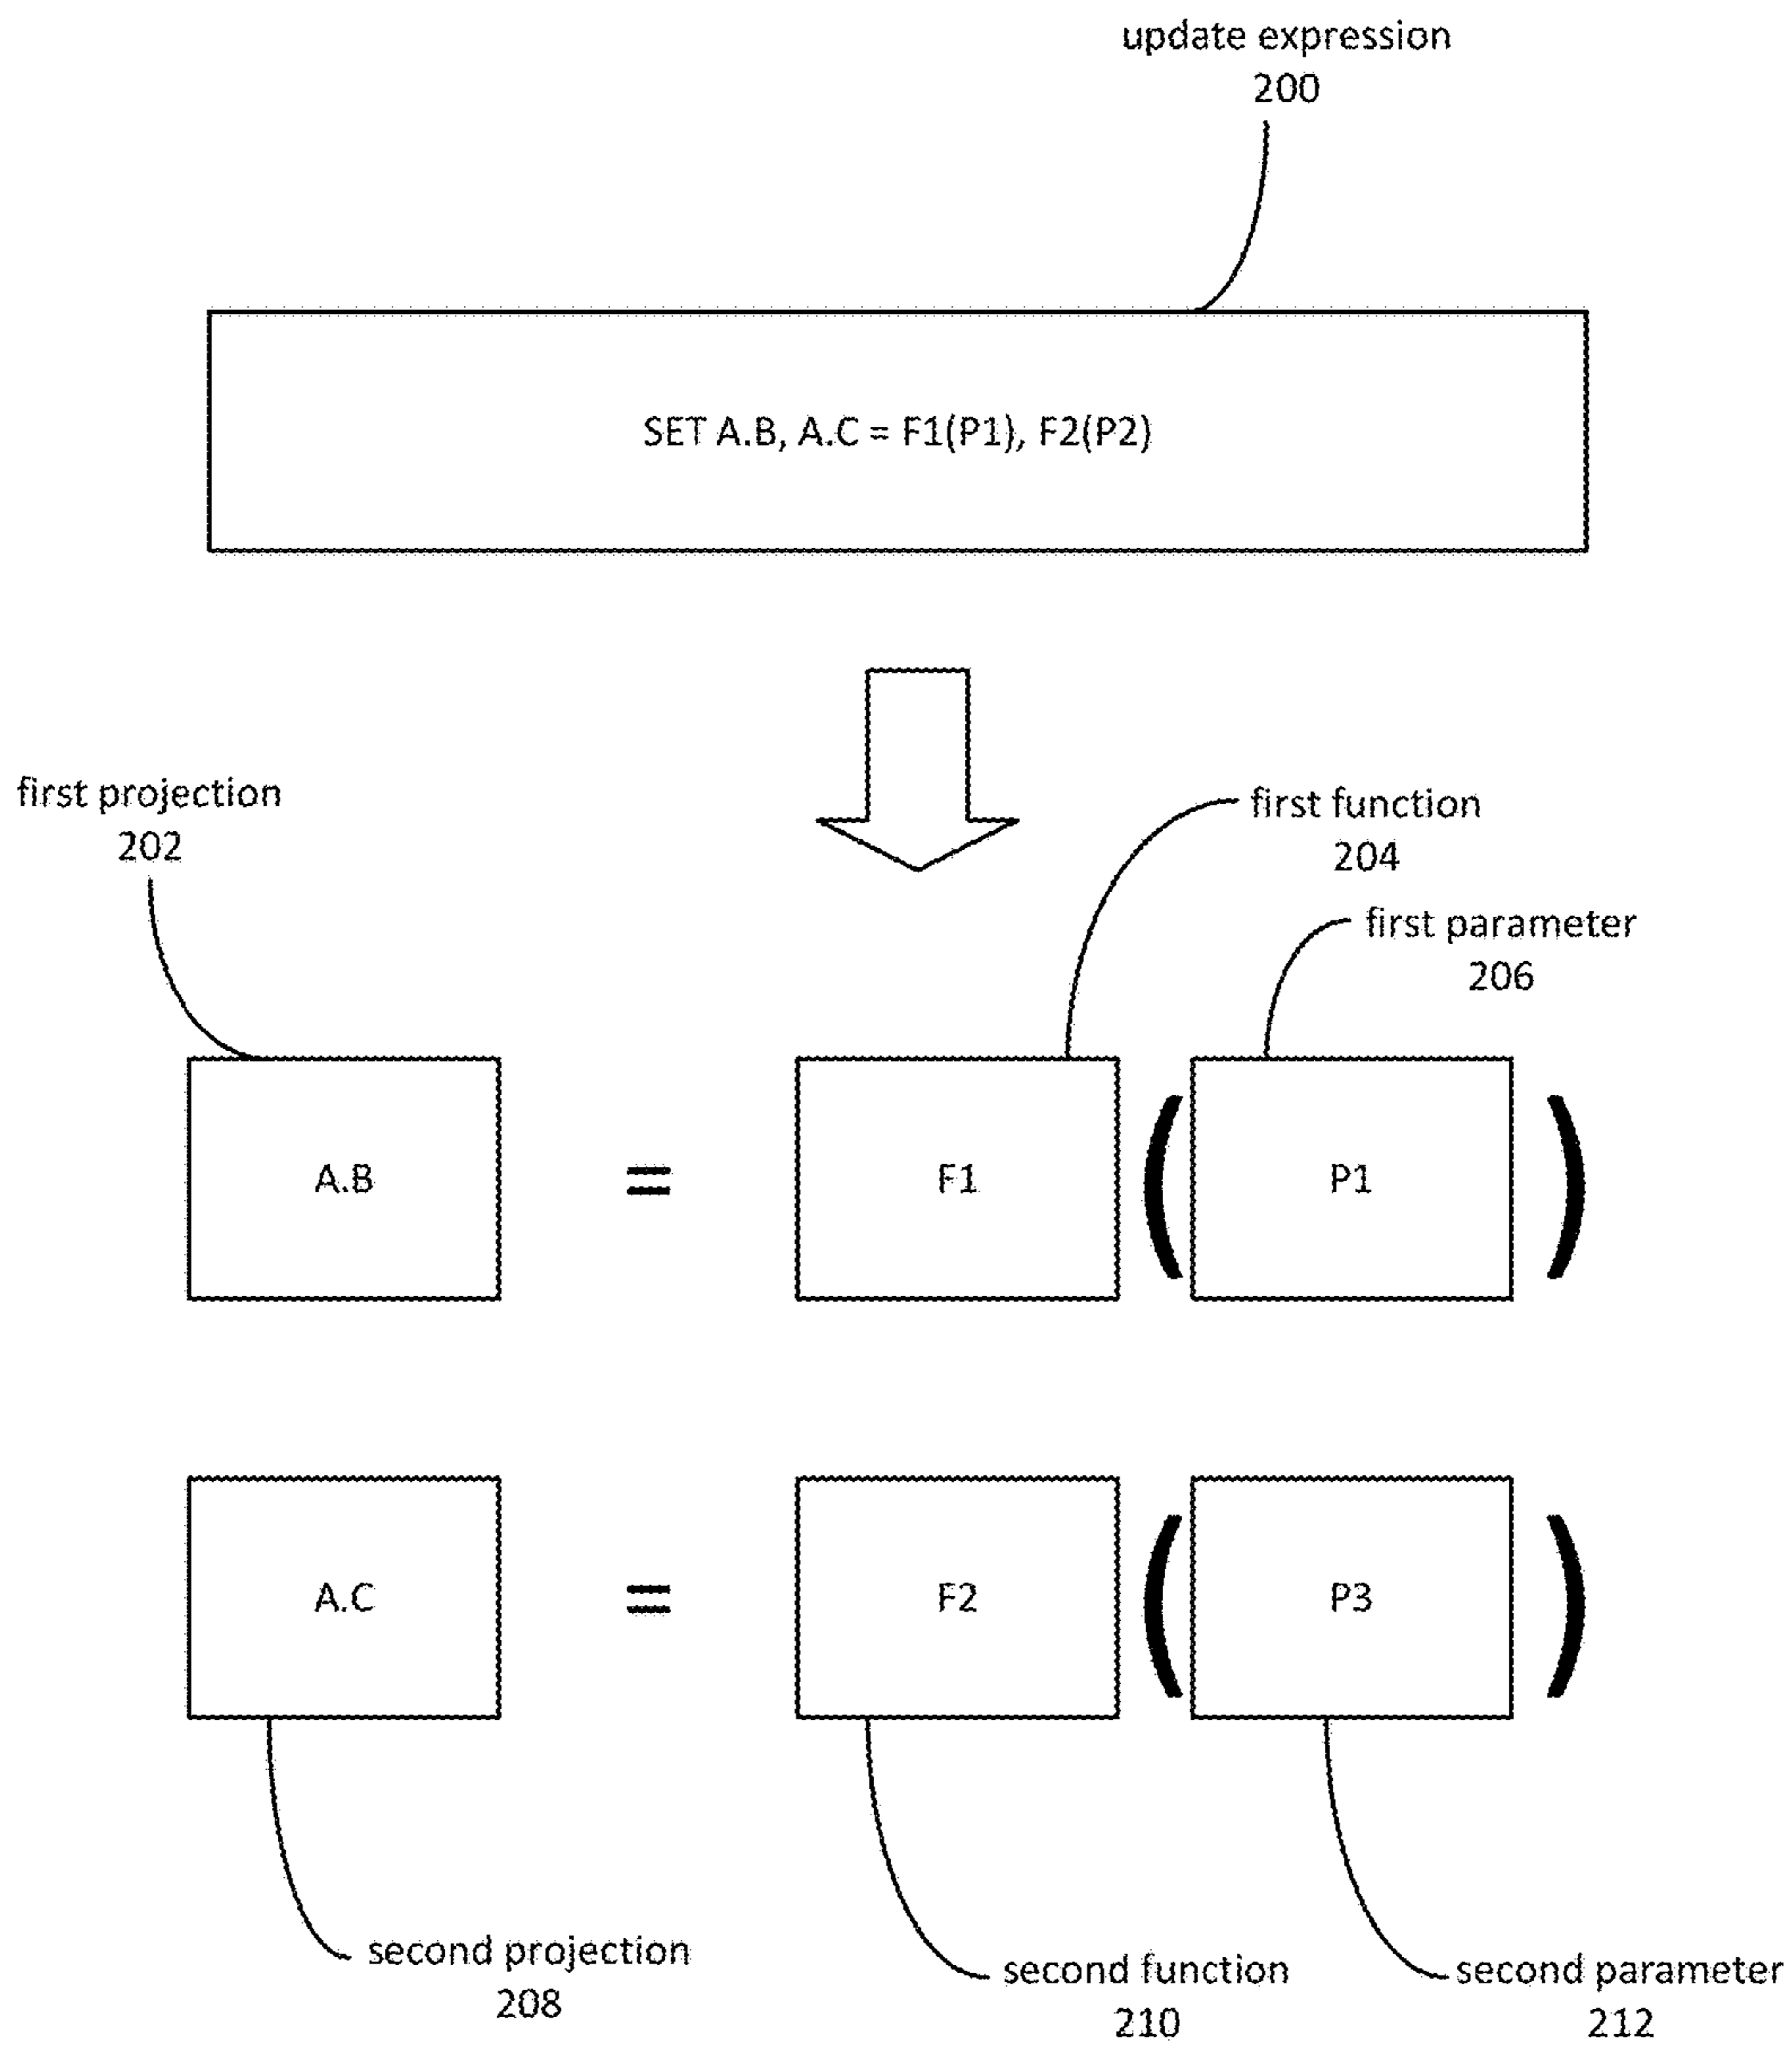 update expression
200
SET A.B, A.C = F1(P1), F2(P2)
first projection
202
first function
204
first parameter
206
A.B
=
F1
(
P1
)
A.C
=
F2
(
P3
)
second projection
208
second function
210
second parameter
212